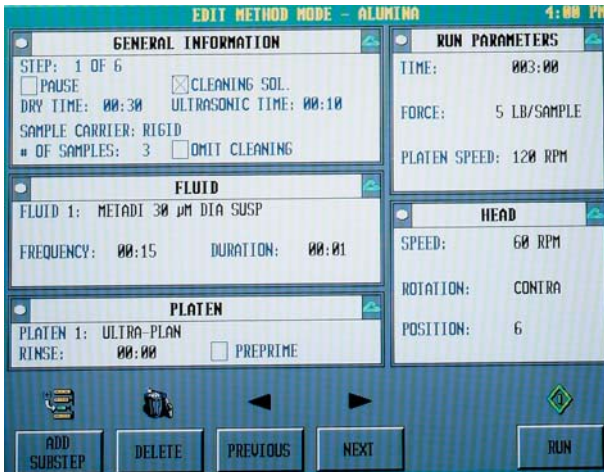 EDIT METHOD MODE - ALUMINA 4:00 PM
GENERAL INFORMATION
STEP: 1 OF 6
PAUSE CLEANING SOL.
DRY TIME: 00:30 ULTRASONIC TIME: 00:10
SAMPLE CARRIER: RIGID
# OF SAMPLES: 3 OMIT CLEANING
FLUID
FLUID 1: METADI 30 µM DIA SUSP
FREQUENCY: 00:15 DURATION: 00:01
PLATEN
PLATEN 1: ULTRA-PLAN
RINSE: 00:00 PREPRIME
RUN PARAMETERS
TIME: 003:00
FORCE: 5 LB/SAMPLE
PLATEN SPEED: 120 RPM
HEAD
SPEED: 60 RPM
ROTATION: CONTRA
POSITION: 6
ADD SUBSTEP
DELETE
PREVIOUS
NEXT
RUN